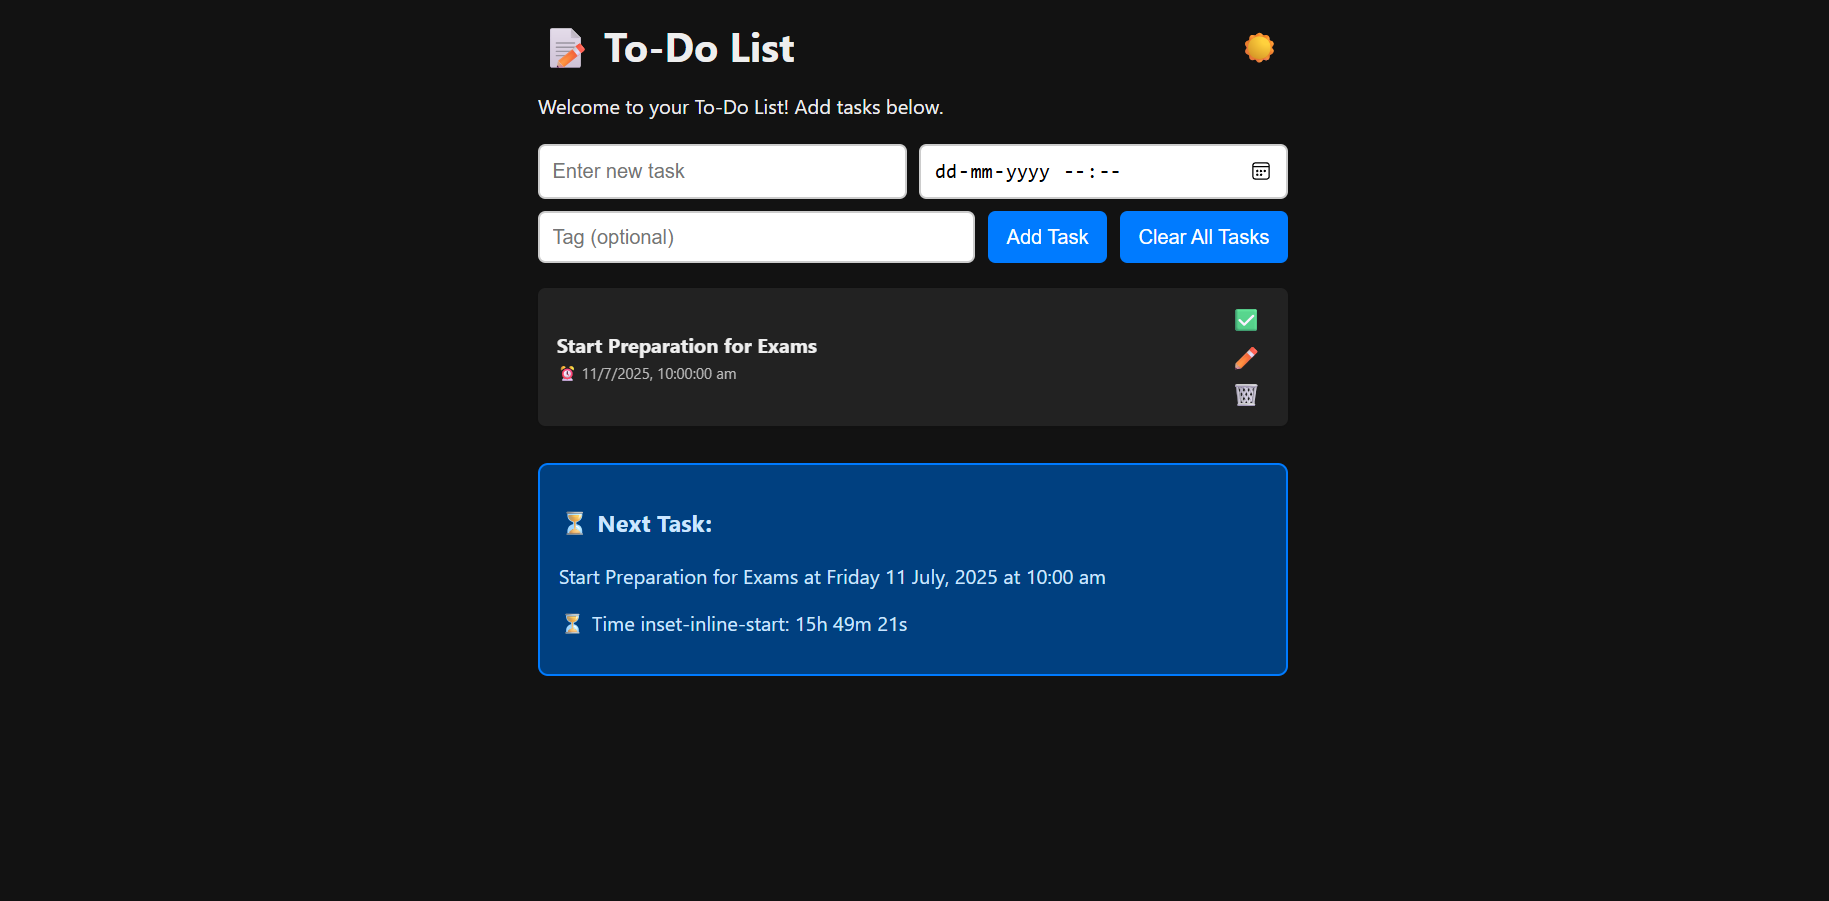 To-Do List
Welcome to your To-Do List! Add tasks below.
Enter new task
dd-mm-yyyy --:--
Tag (optional)
Add Task
Clear All Tasks
Start Preparation for Exams
11/7/2025, 10:00:00 am
Next Task:
Start Preparation for Exams at Friday 11 July, 2025 at 10:00 am
Time inset-inline-start: 15h 49m 21s